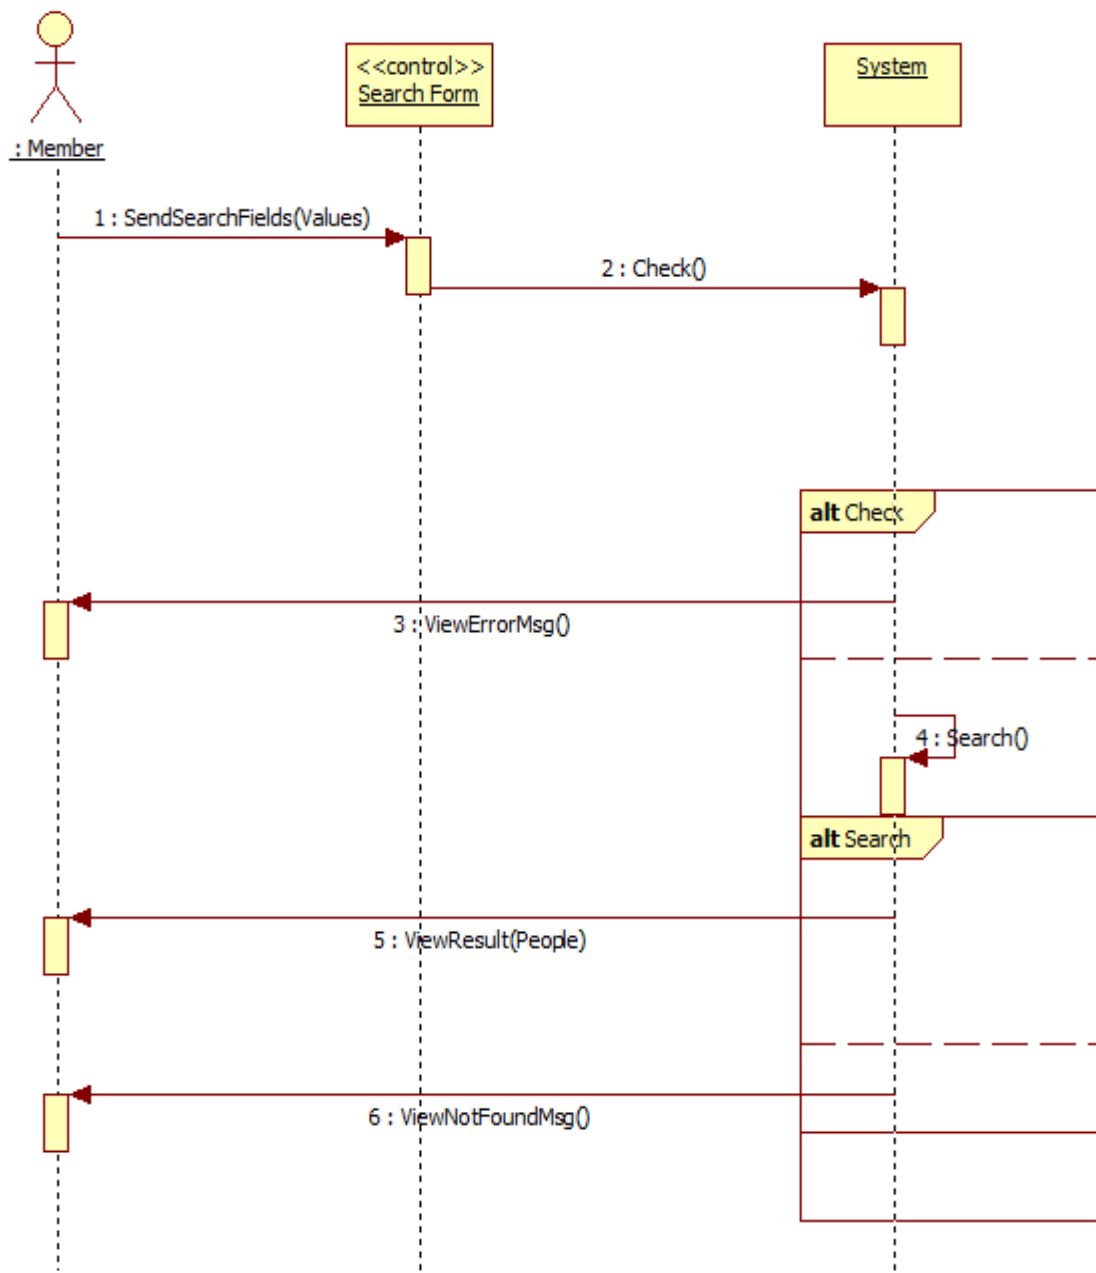 <<control>>
Search Form
System
: Member
1 : SendSearchFields(Values)
2 : Check()
alt Check
3 : ViewErrorMsg()
4 : Search()
alt Search
5 : ViewResult(People)
6 : ViewNotFoundMsg()